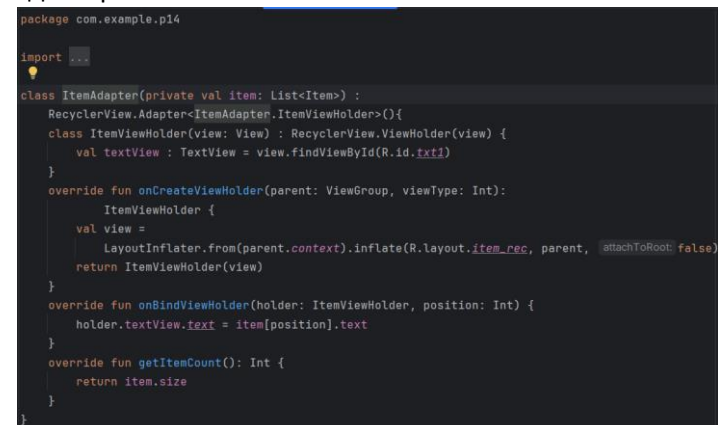 package com.example.p14
import ...
class ItemAdapter(private val item: List<Item>) :
RecyclerView.Adapter<ItemAdapter.ItemViewHolder>(){
class ItemViewHolder(view: View) : RecyclerView.ViewHolder(view) {
val textView : TextView = view.findViewById(R.id.txt1)
}
override fun onCreateViewHolder(parent: ViewGroup, viewType: Int):
ItemViewHolder {
val view =
LayoutInflater.from(parent.context).inflate(R.layout.item_rec, parent, attachToRoot: false)
return ItemViewHolder(view)
}
override fun onBindViewHolder(holder: ItemViewHolder, position: Int) {
holder.textView.text = item[position].text
}
override fun getItemCount(): Int {
return item.size
}
}